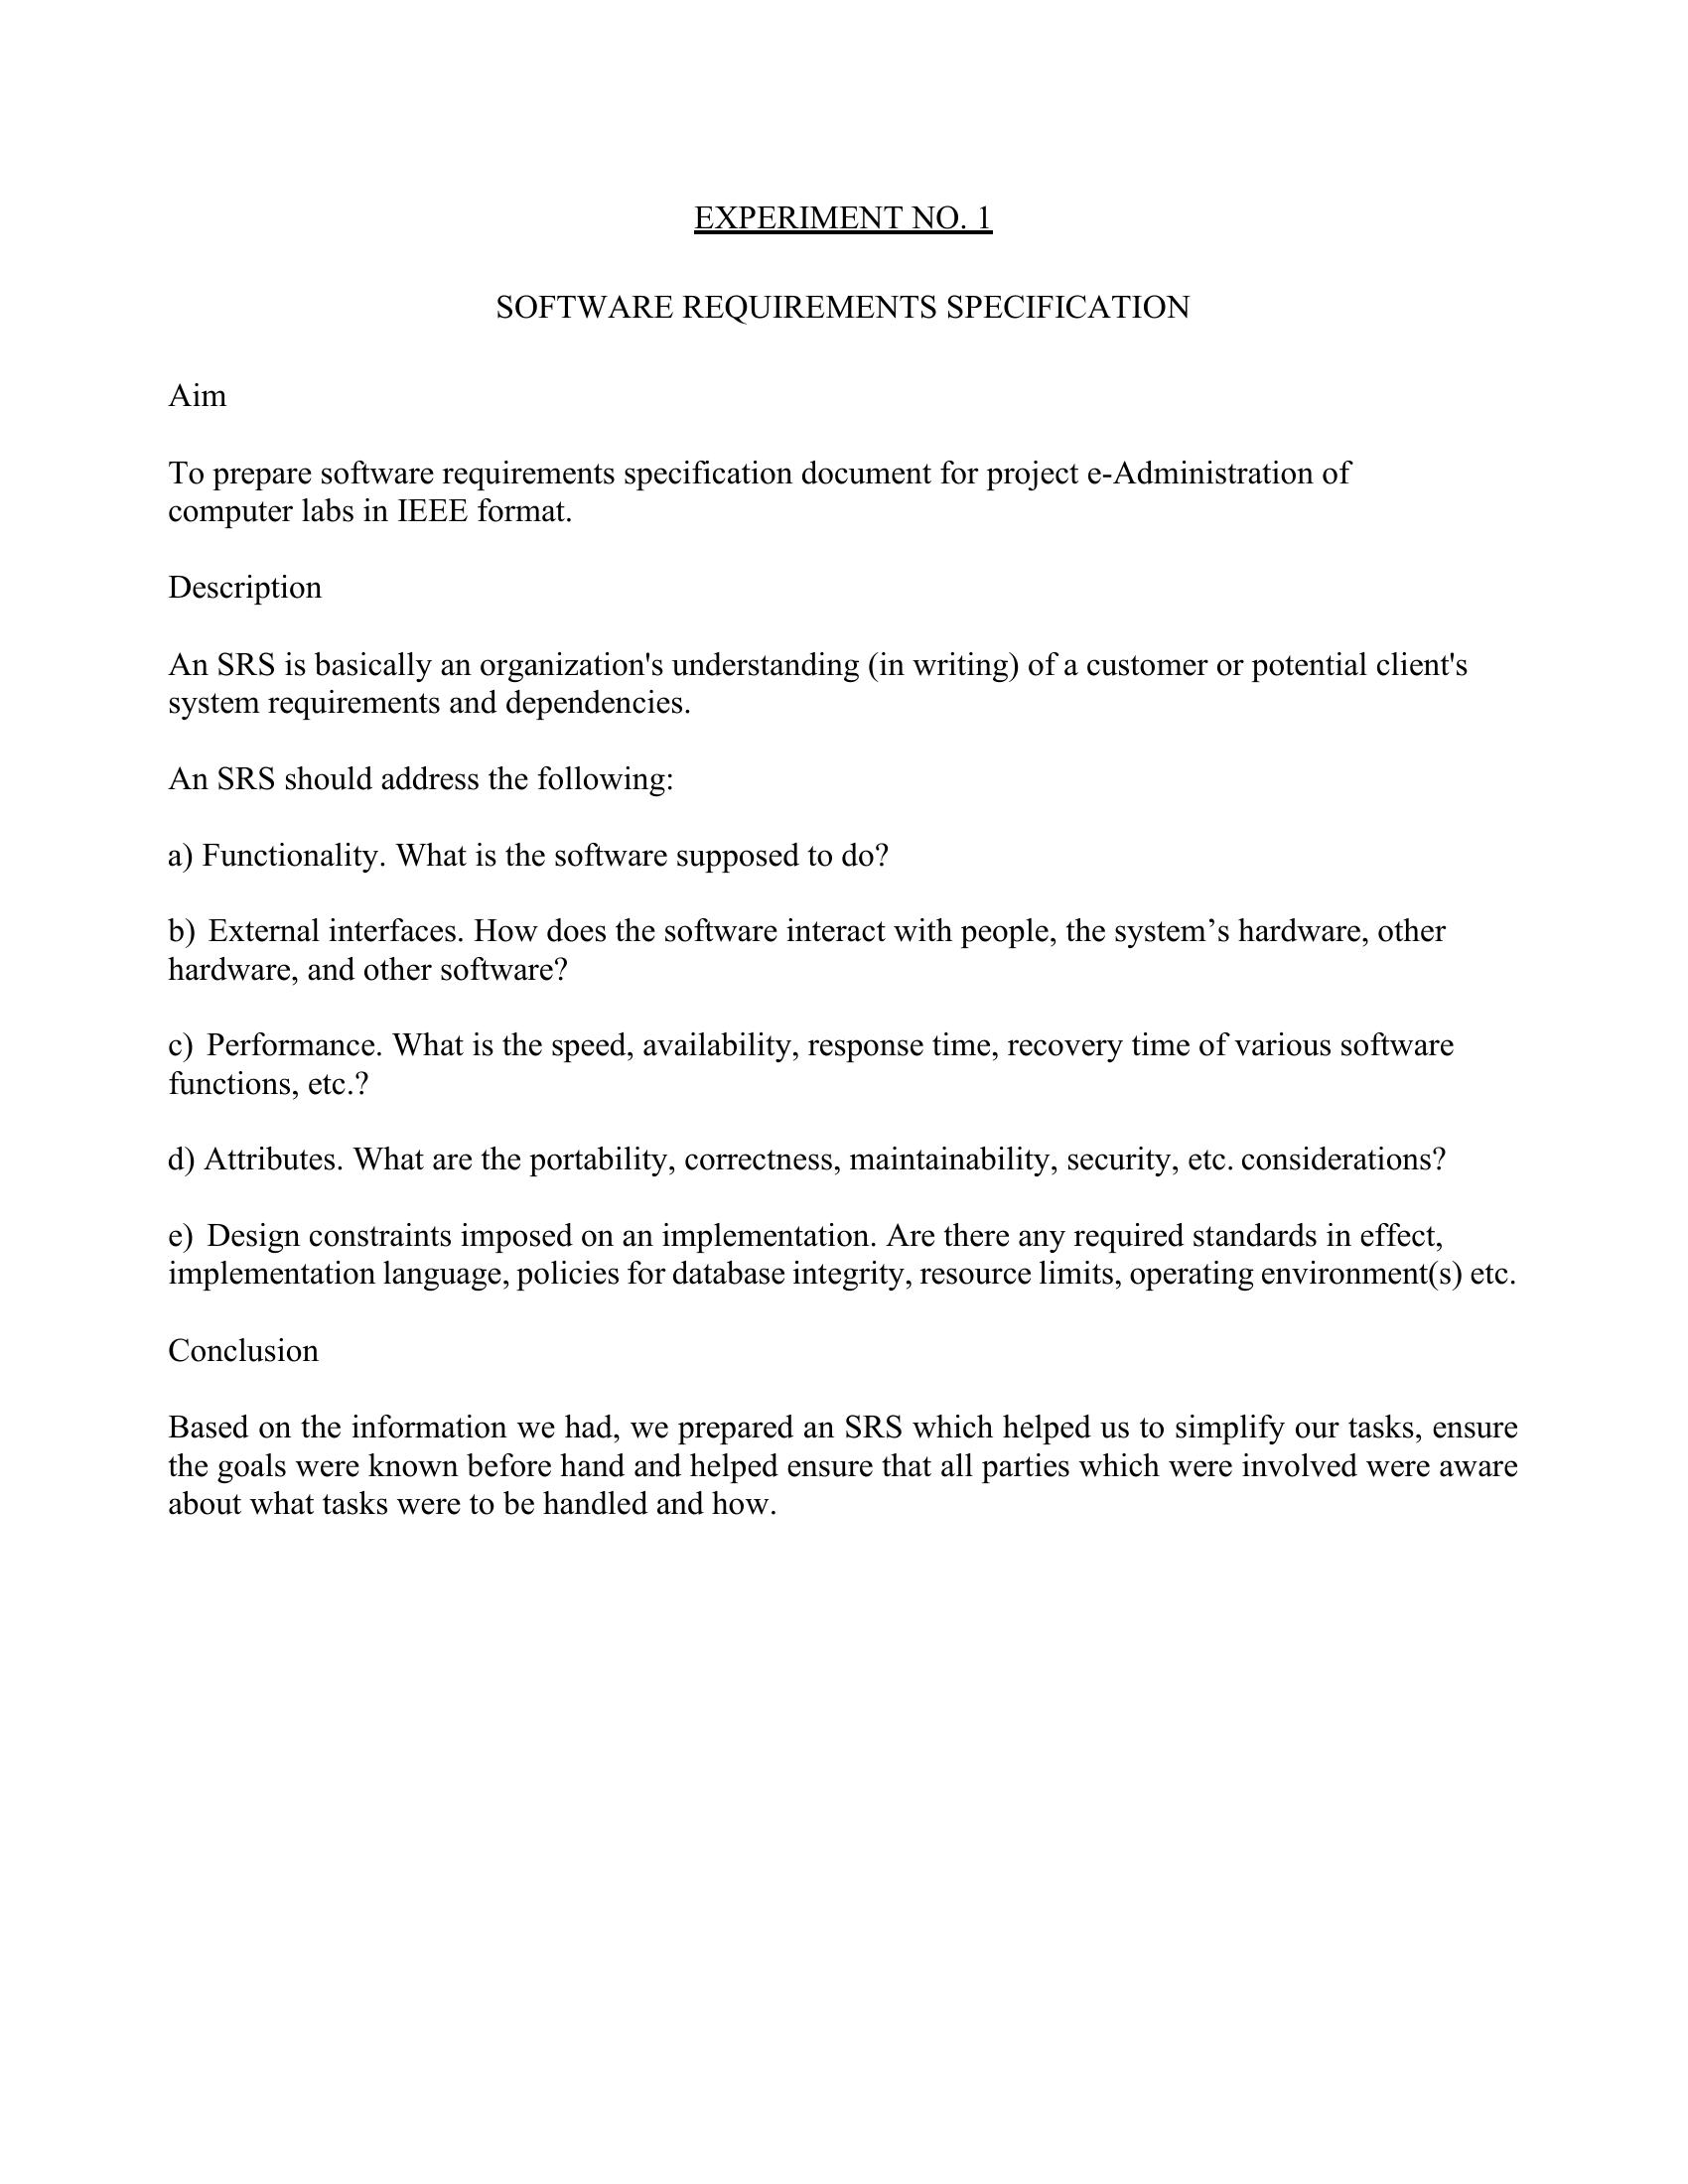 EXPERIMENT NO. 1
SOFTWARE REQUIREMENTS SPECIFICATION
Aim
To prepare software requirements specification document for project e-Administration of
computer labs in IEEE format.
Description
An SRS is basically an organization's understanding (in writing) of a customer or potential client's
system requirements and dependencies.
An SRS should address the following:
a) Functionality. What is the software supposed to do?
b) External interfaces. How does the software interact with people, the system’s hardware, other
hardware, and other software?
c) Performance. What is the speed, availability, response time, recovery time of various software
functions, etc.?
d) Attributes. What are the portability, correctness, maintainability, security, etc. considerations?
e) Design constraints imposed on an implementation. Are there any required standards in effect,
implementation language, policies for database integrity, resource limits, operating environment(s) etc.
Conclusion
Based on the information we had, we prepared an SRS which helped us to simplify our tasks, ensure
the goals were known before hand and helped ensure that all parties which were involved were aware
about what tasks were to be handled and how.